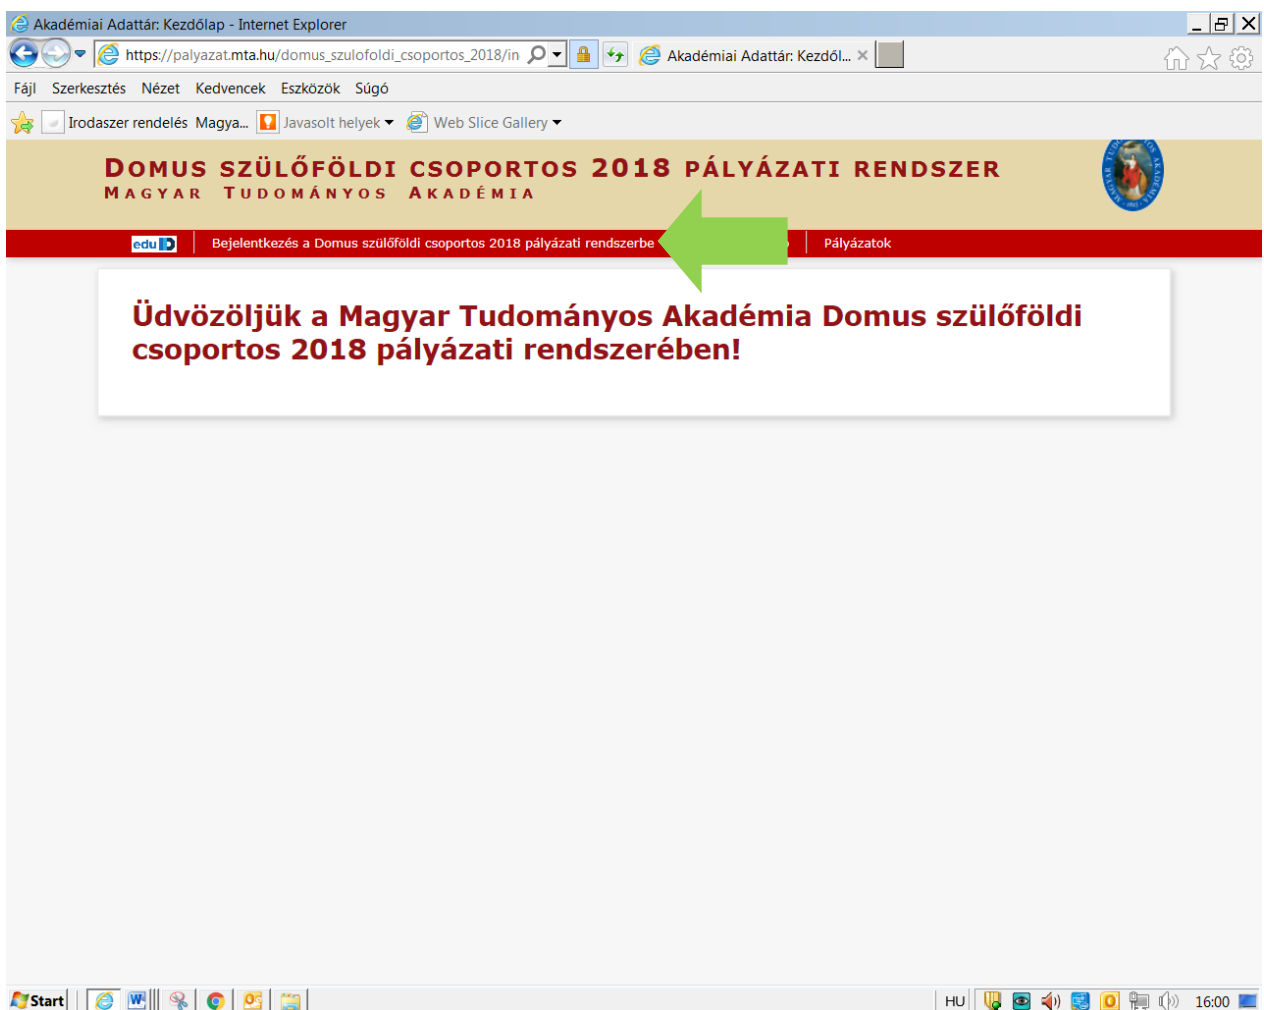 Akadémiai Adattár: Kezdőlap - Internet Explorer
https://palyazat.mta.hu/domus_szulofoldi_csoportos_2018/in
Akadémiai Adattár: Kezdől...
Fájl Szerkesztés Nézet Kedvencek Eszközök Súgó
Irodaszer rendelés Magya... Javasolt helyek Web Slice Gallery
Domus szülőföldi csoportos 2018 pályázati rendszer
Magyar Tudományos Akadémia
edu ID Bejelentkezés a Domus szülőföldi csoportos 2018 pályázati rendszerbe Pályázatok
Üdvözöljük a Magyar Tudományos Akadémia Domus szülőföldi
csoportos 2018 pályázati rendszerében!
Start HU 16:00